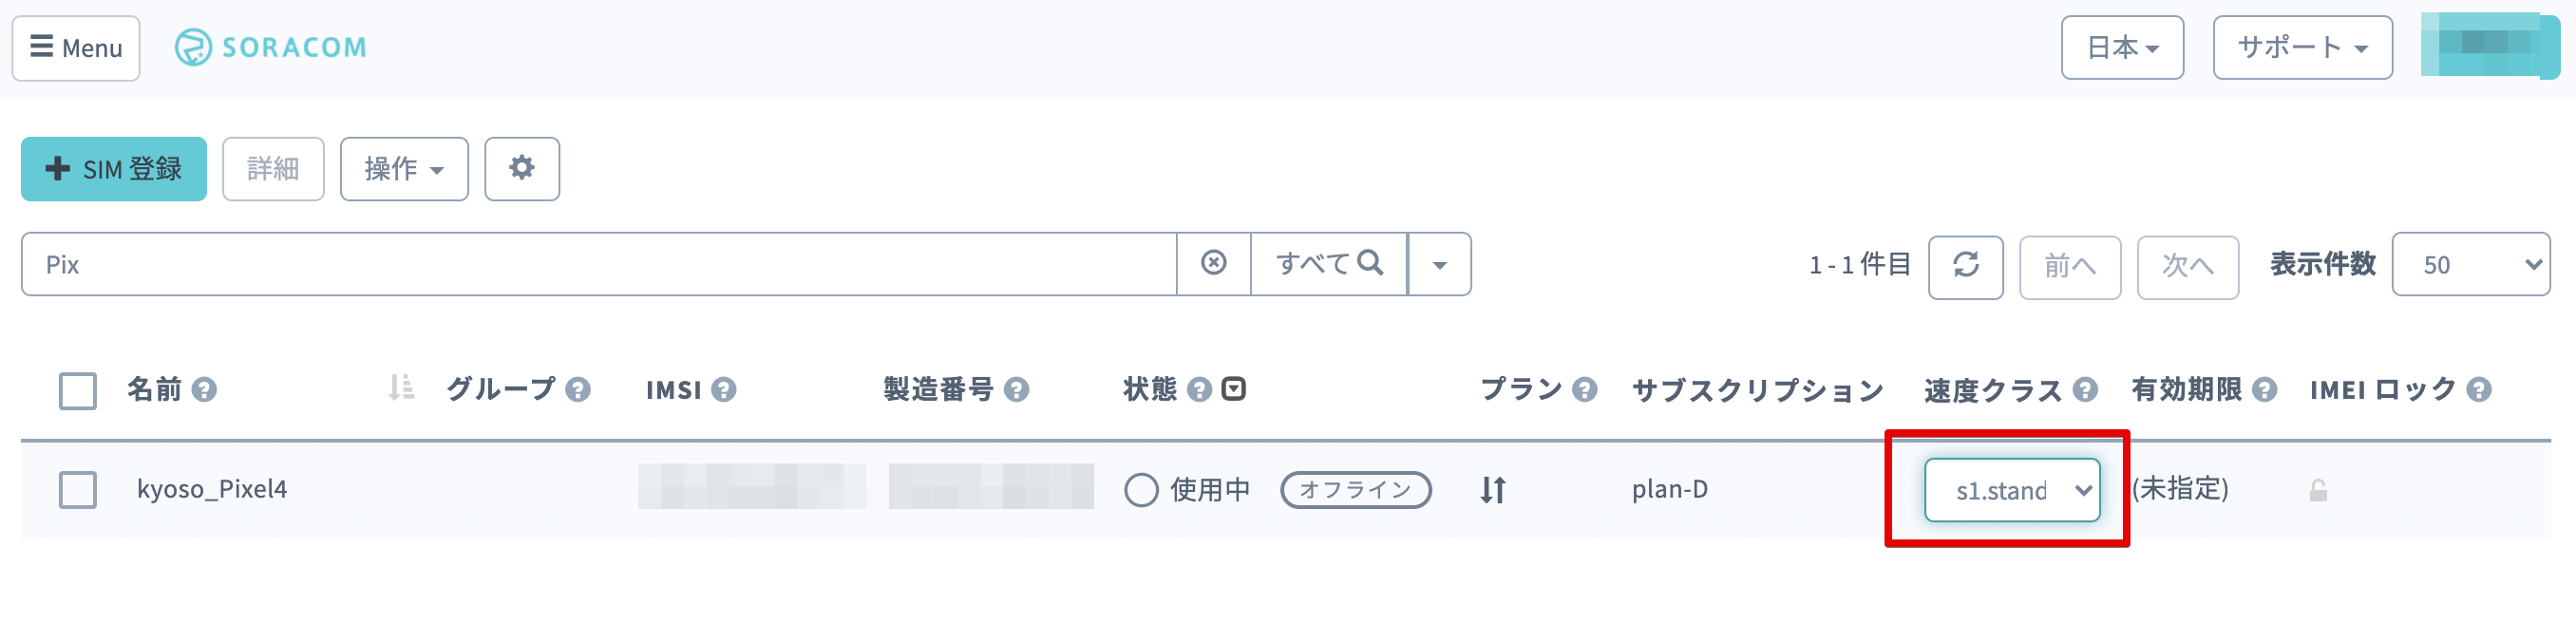 Menu SORACOM 日本 サポート
SIM 登録 詳細 操作
Pix すべて 1 - 1 件目 前へ 次へ 表示件数 50
名前 グループ IMSI 製造番号 状態 プラン サブスクリプション 速度クラス 有効期限 IMEI ロック
kyoso_Pixel4 使用中 オフライン plan-D s1.stand (未指定)